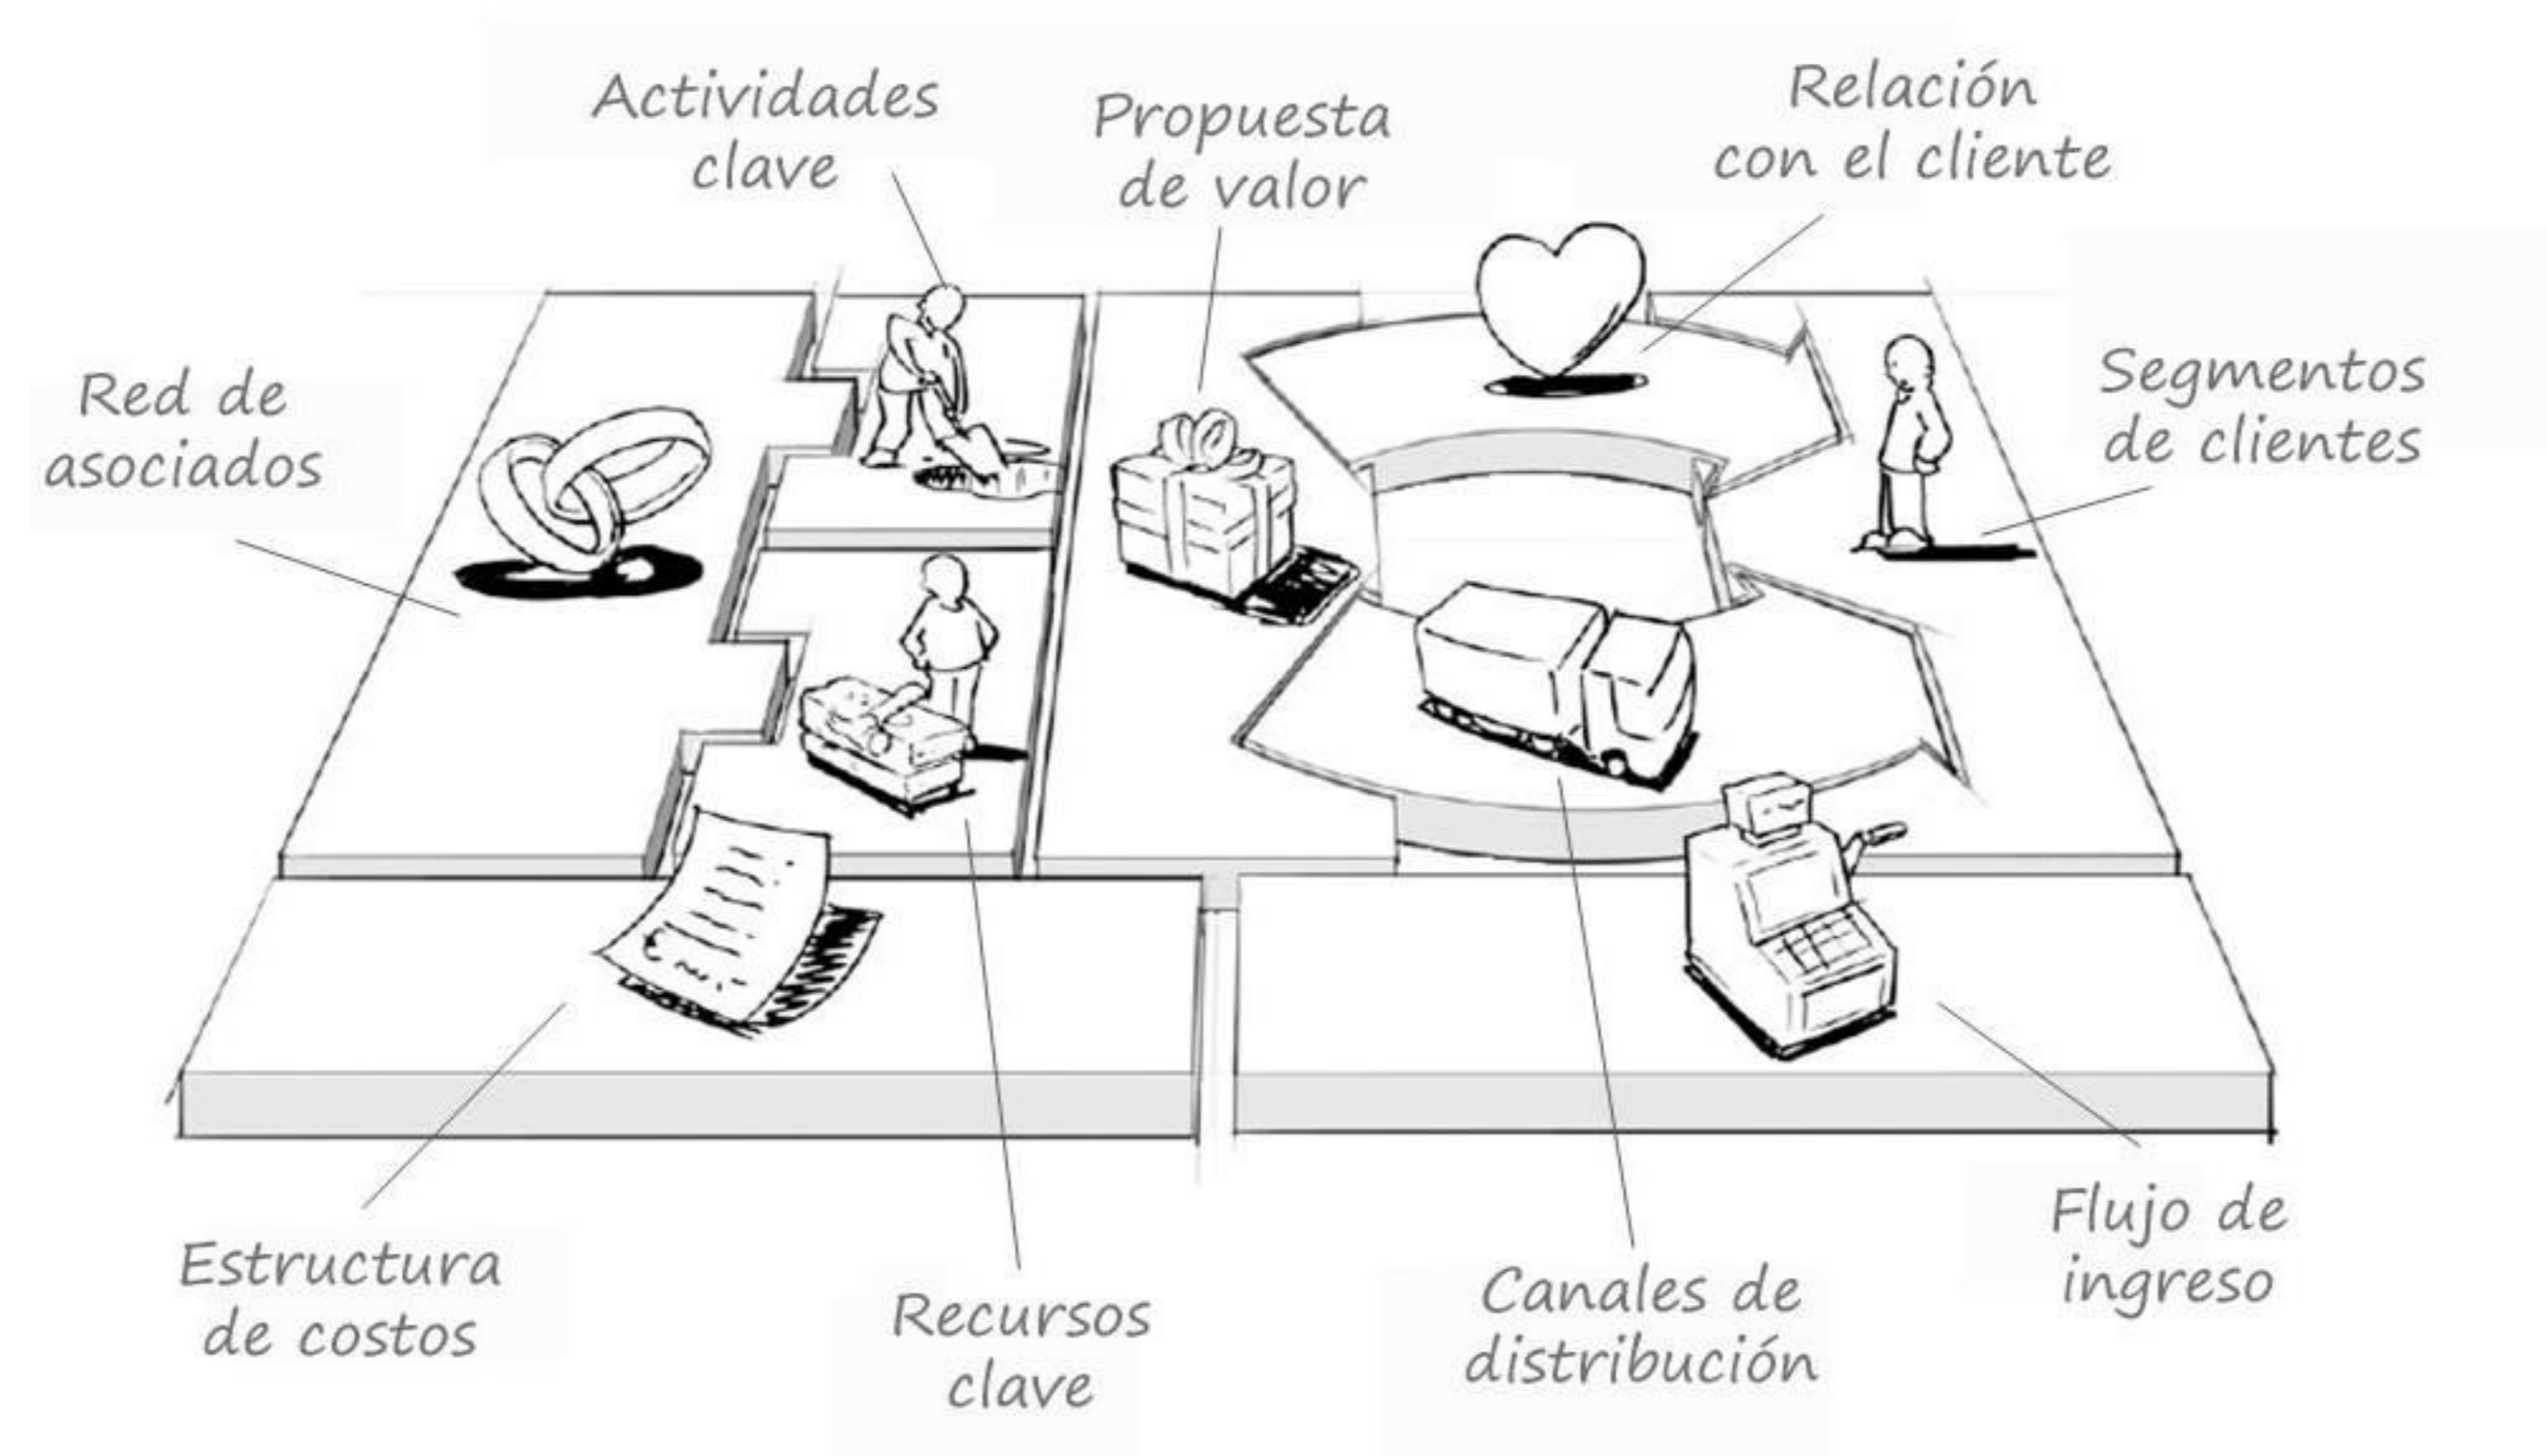 Actividades
clave
Propuesta
de valor
Relación
con el cliente
Red de
asociados
Segmentos
de clientes
Estructura
de costos
Recursos
clave
Canales de
distribución
Flujo de
ingreso